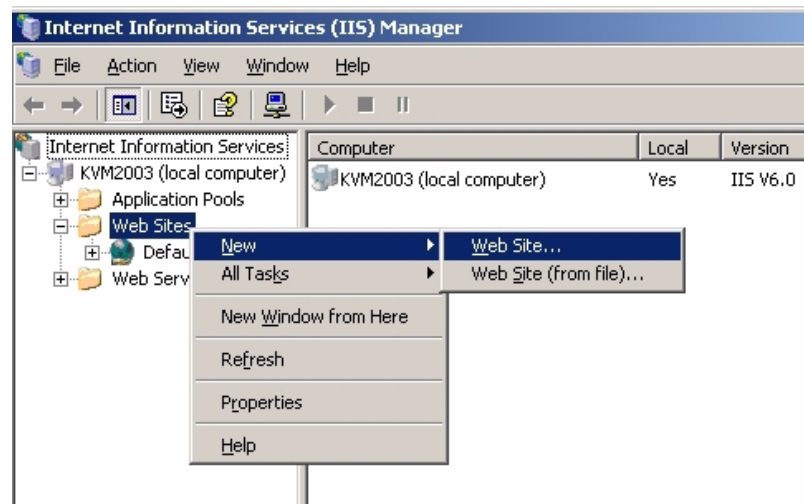 Internet Information Services (IIS) Manager
File Action View Window Help
Internet Information Services
Computer Local Version
KVM2003 (local computer)
KVM2003 (local computer) Yes IIS V6.0
Application Pools
Web Sites
Defau
Web Serv
New
All Tasks
New Window from Here
Refresh
Properties
Help
Web Site...
Web Site (from file)...